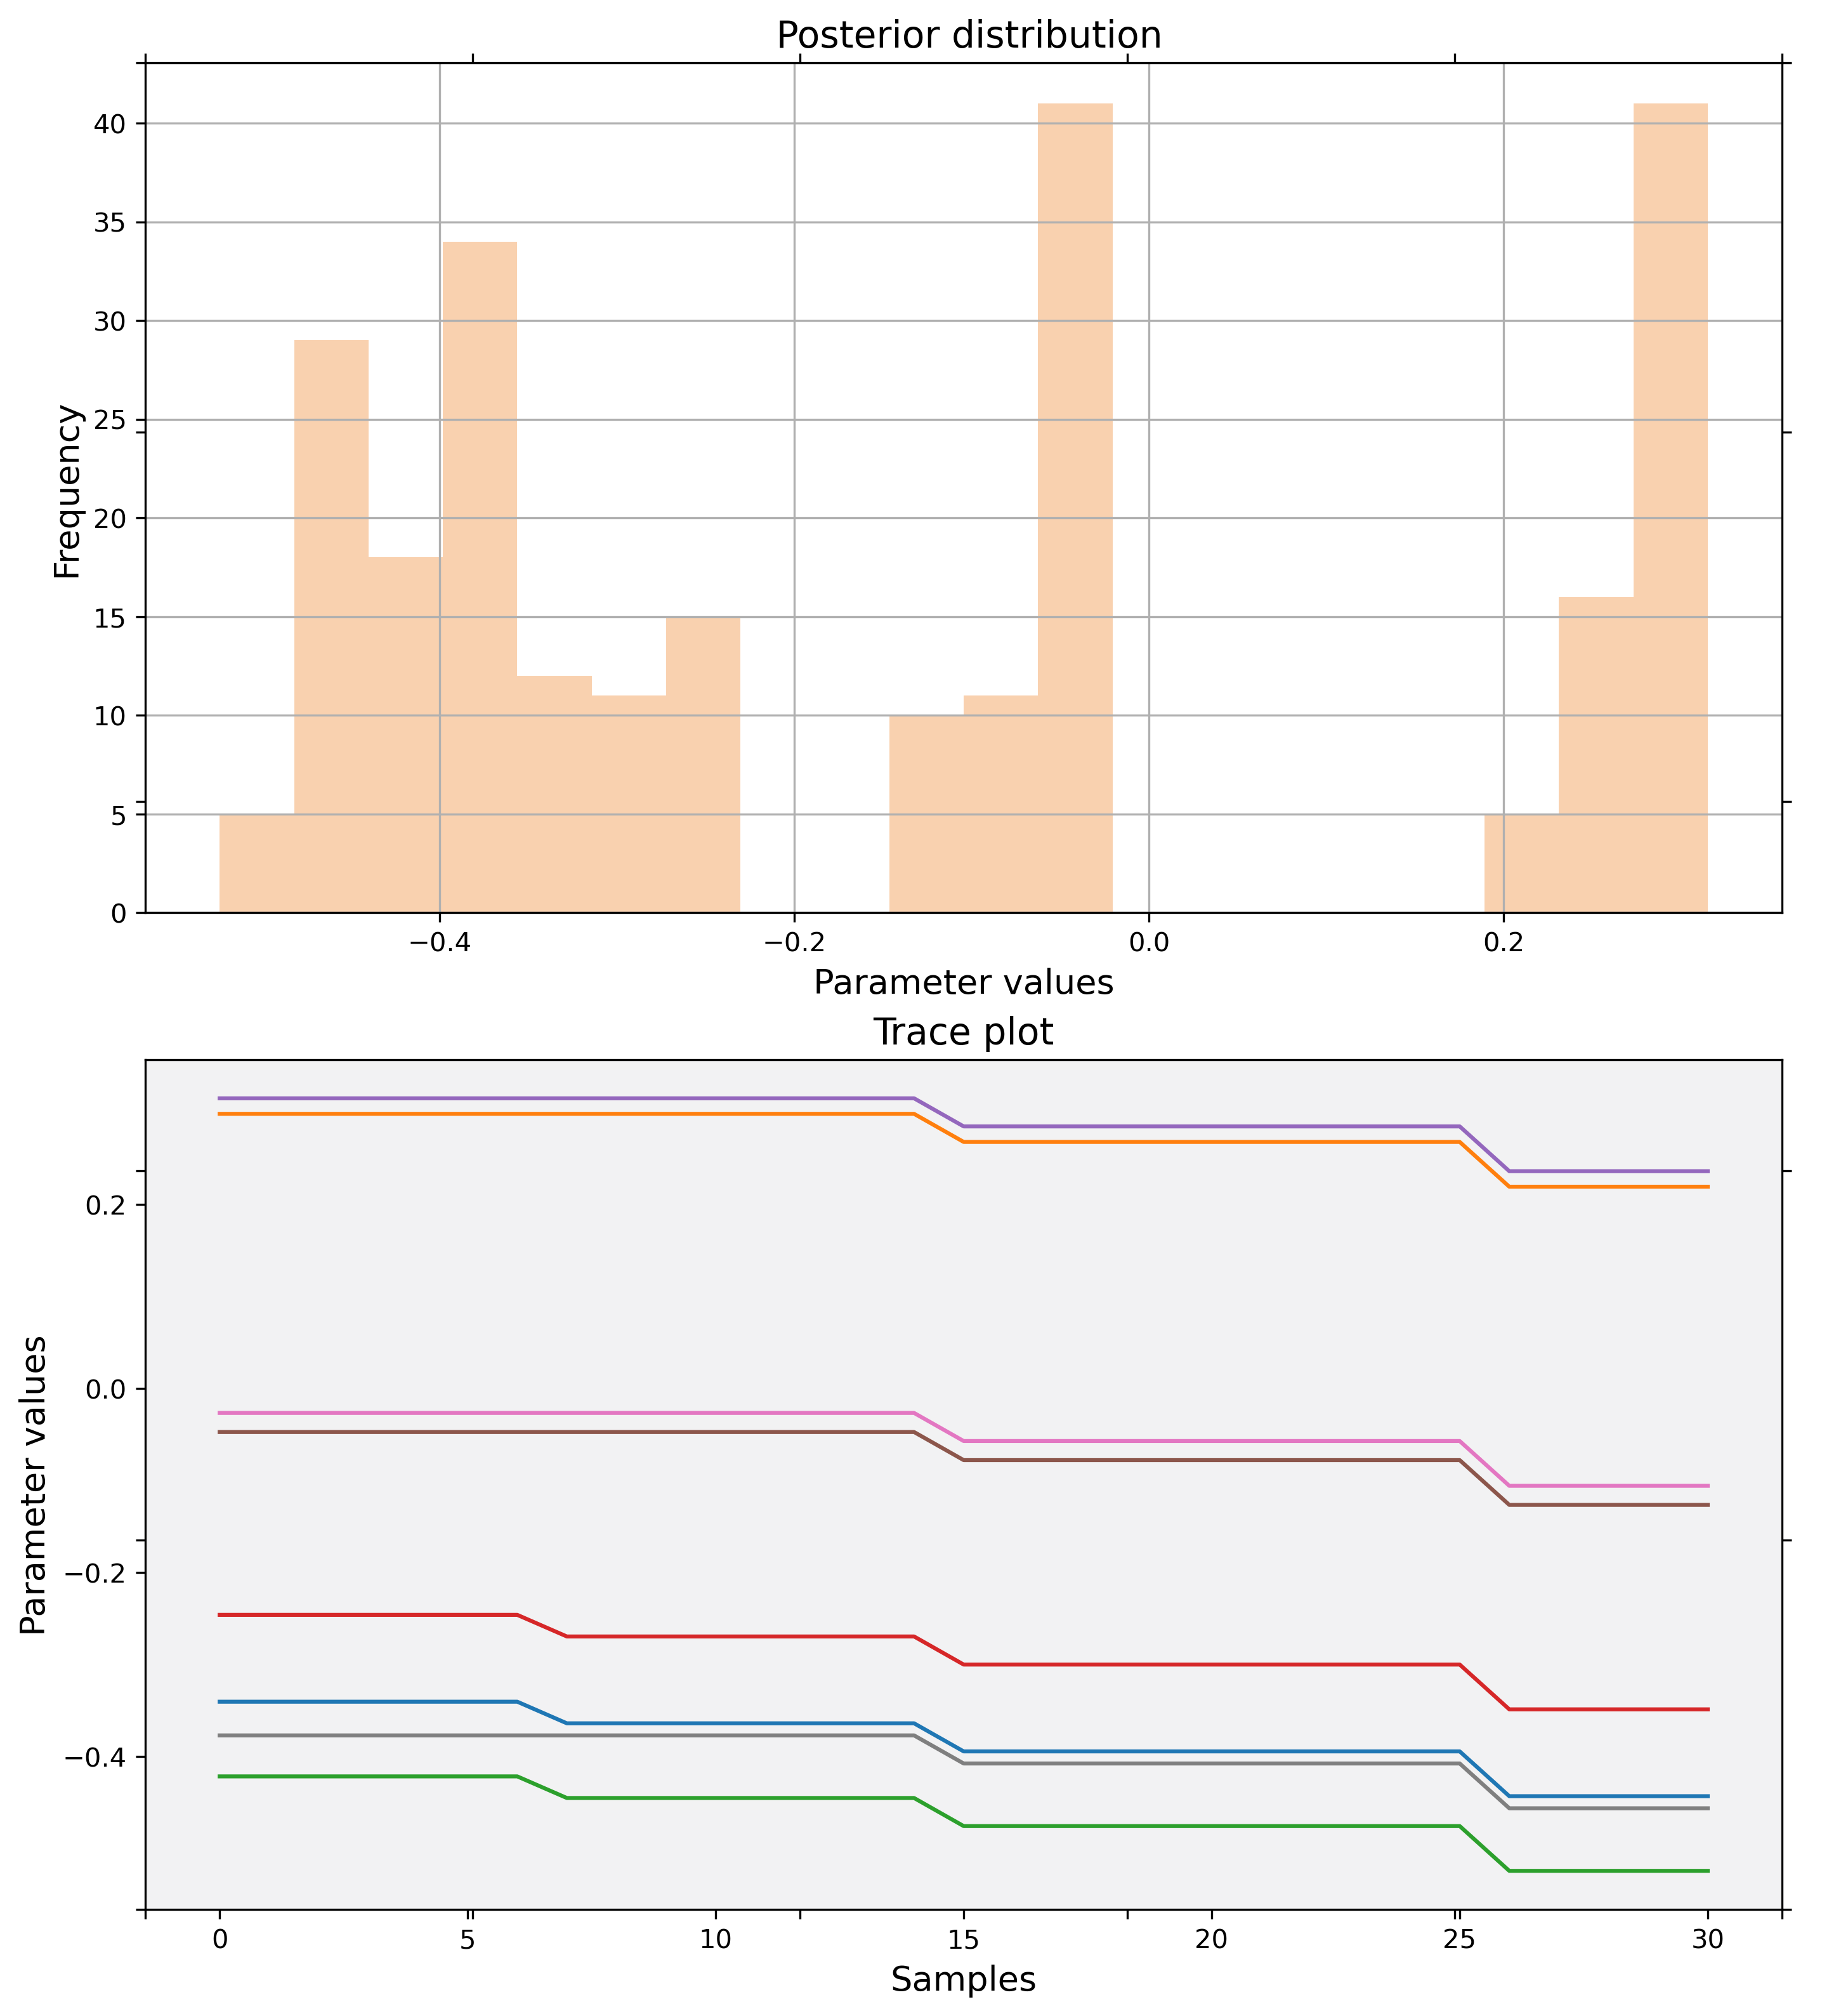 Posterior distribution
40
35
30
25
20
15
10
5
0
Frequency
−0.4 −0.2 0.0 0.2
Parameter values
Trace plot
0.2
0.0
−0.2
−0.4
Parameter values
0 5 10 15 20 25 30
Samples